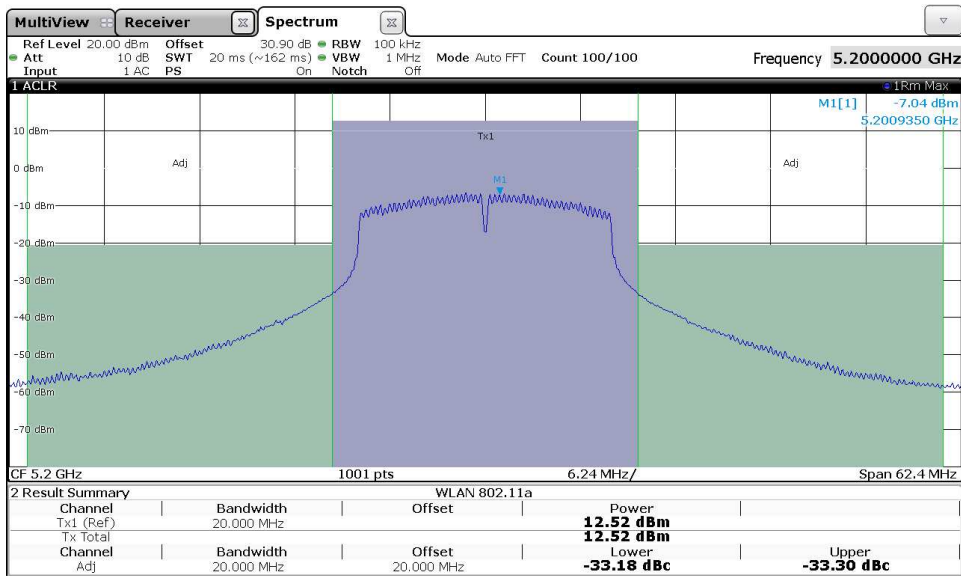 MultiView Receiver Spectrum
Ref Level 20.00 dBm Offset 30.90 dB RBW 100 kHz
Att 10 dB SWT 20 ms (~162 ms) VBW 1 MHz Mode Auto FFT Count 100/100 Frequency 5.2000000 GHz
Input 1 AC PS On Notch Off
1 ACLR 1Rm Max
M1[1] -7.04 dBm
5.2009350 GHz
10 dBm
Tx1
Adj Adj
0 dBm
M1
-10 dBm
-20 dBm
-30 dBm
-40 dBm
-50 dBm
-60 dBm
-70 dBm
CF 5.2 GHz 1001 pts 6.24 MHz/ Span 62.4 MHz
2 Result Summary WLAN 802.11a
Channel Bandwidth Offset Power
Tx1 (Ref) 20.000 MHz 12.52 dBm
Tx Total 12.52 dBm
Channel Bandwidth Offset Lower Upper
Adj 20.000 MHz 20.000 MHz -33.18 dBc -33.30 dBc